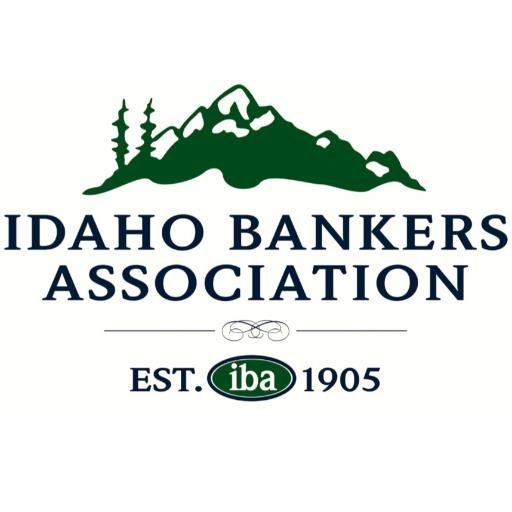 IDAHO BANKERS
ASSOCIATION
EST. iba 1905